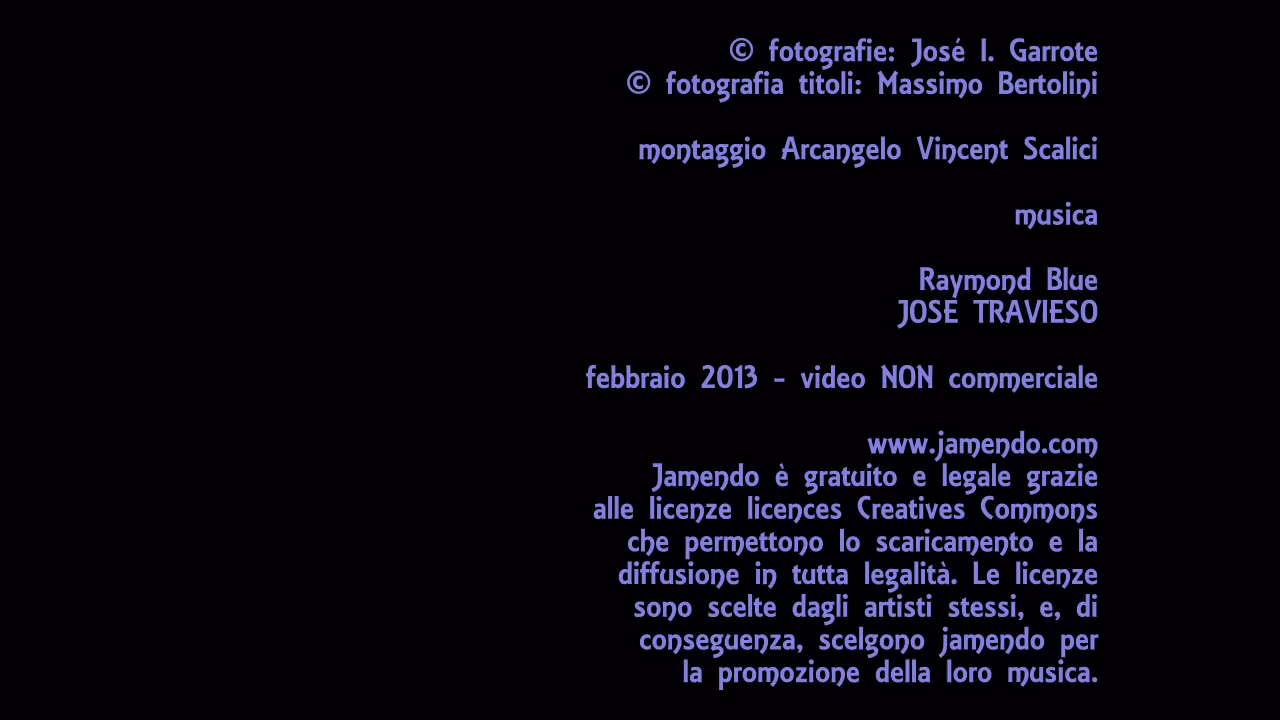 © fotografie: José I. Garrote
© fotografia titoli: Massimo Bertolini
montaggio Arcangelo Vincent Scalici
musica
Raymond Blue
JOSE TRAVIESO
febbraio 2013 - video NON commerciale
www.jamendo.com
Jamendo è gratuito e legale grazie
alle licenze licences Creatives Commons
che permettono lo scaricamento e la
diffusione in tutta legalità. Le licenze
sono scelte dagli artisti stessi, e, di
conseguenza, scelgono jamendo per
la promozione della loro musica.